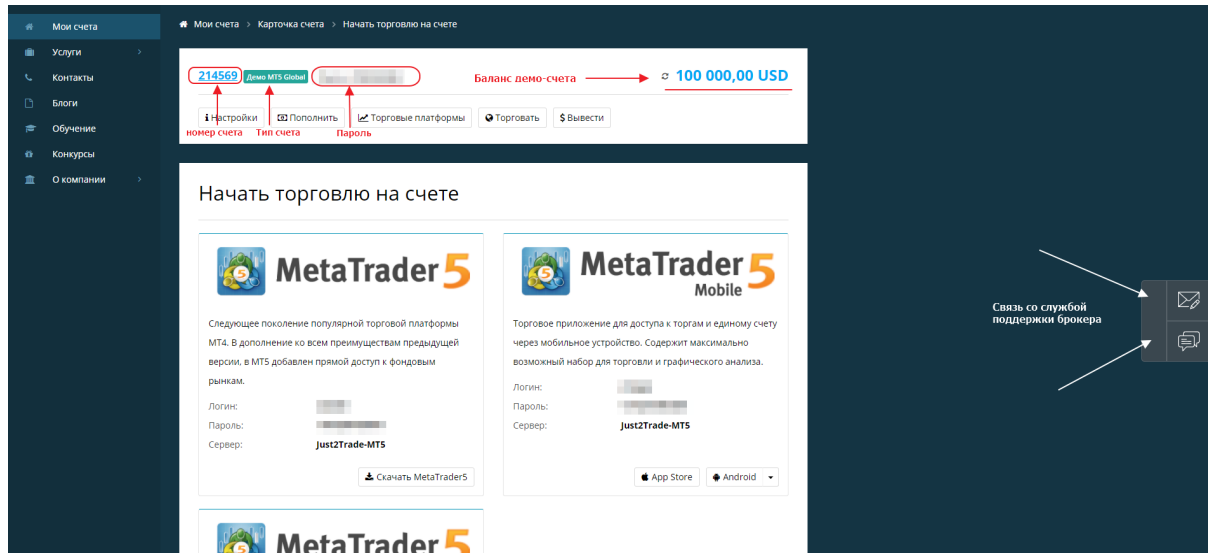 Мои счета
Услуги
Контакты
Блоги
Обучение
Конкурсы
О компании
Мои счета > Карточка счета > Начать торговлю на счете
214569 Демо MT5 Global
Баланс демо-счета
100 000,00 USD
Настройки Пополнить Торговые платформы Торговать $ Вывести
номер счета Тип счета Пароль
Начать торговлю на счете
MetaTrader 5
Следующее поколение популярной торговой платформы
МТ4. В дополнение ко всем преимуществам предыдущей
версии, в МТ5 добавлен прямой доступ к фондовым
рынкам.
Логин:
Пароль:
Сервер: Just2Trade-MT5
Скачать MetaTrader5
MetaTrader 5
Mobile
Торговое приложение для доступа к торгам и единому счету
через мобильное устройство. Содержит максимально
возможный набор для торговли и графического анализа.
Логин:
Пароль:
Сервер: Just2Trade-MT5
App Store Android
MetaTrader 5
Связь со службой
поддержки брокера